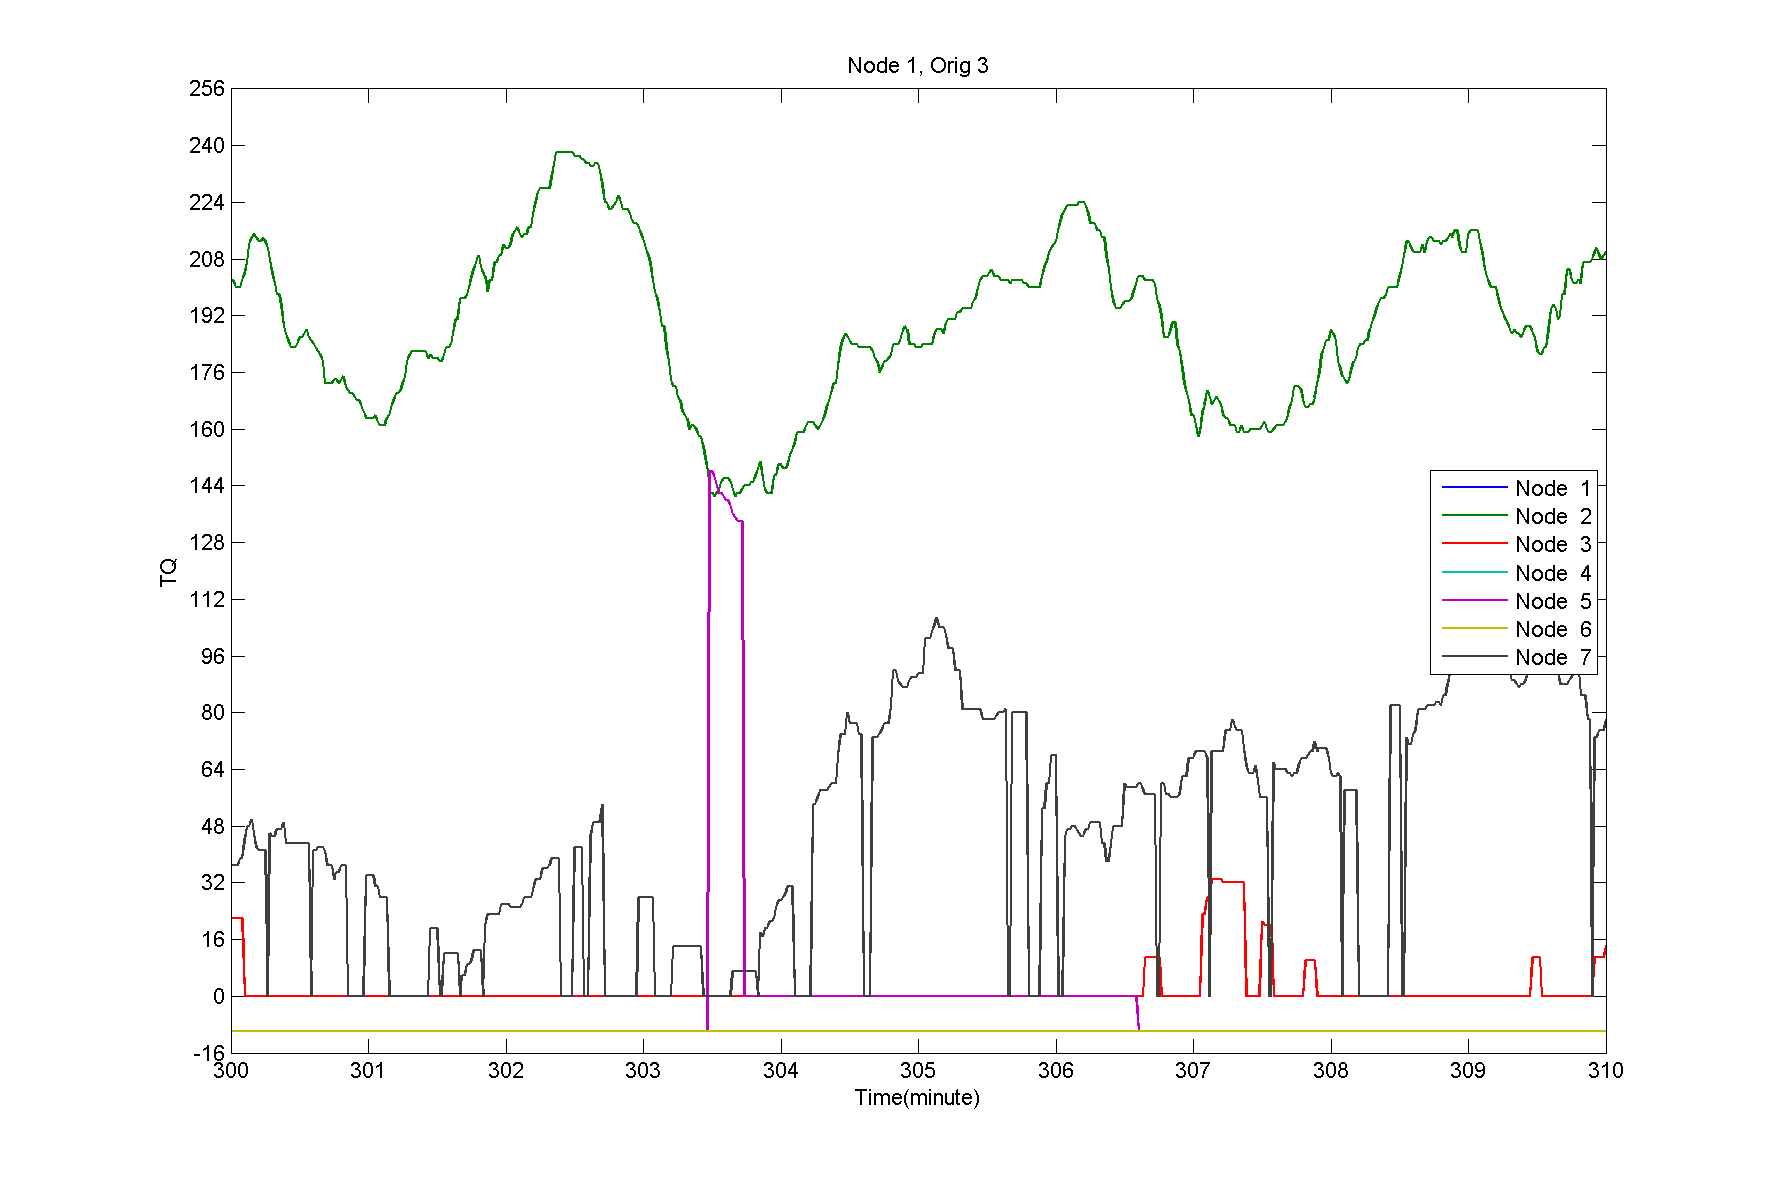 Node 1, Orig 3
256
240
224
208
192
176
160
144
128
112
96
80
64
48
32
16
0
-16
TQ
Node 1
Node 2
Node 3
Node 4
Node 5
Node 6
Node 7
300 301 302 303 304 305 306 307 308 309 310
Time(minute)